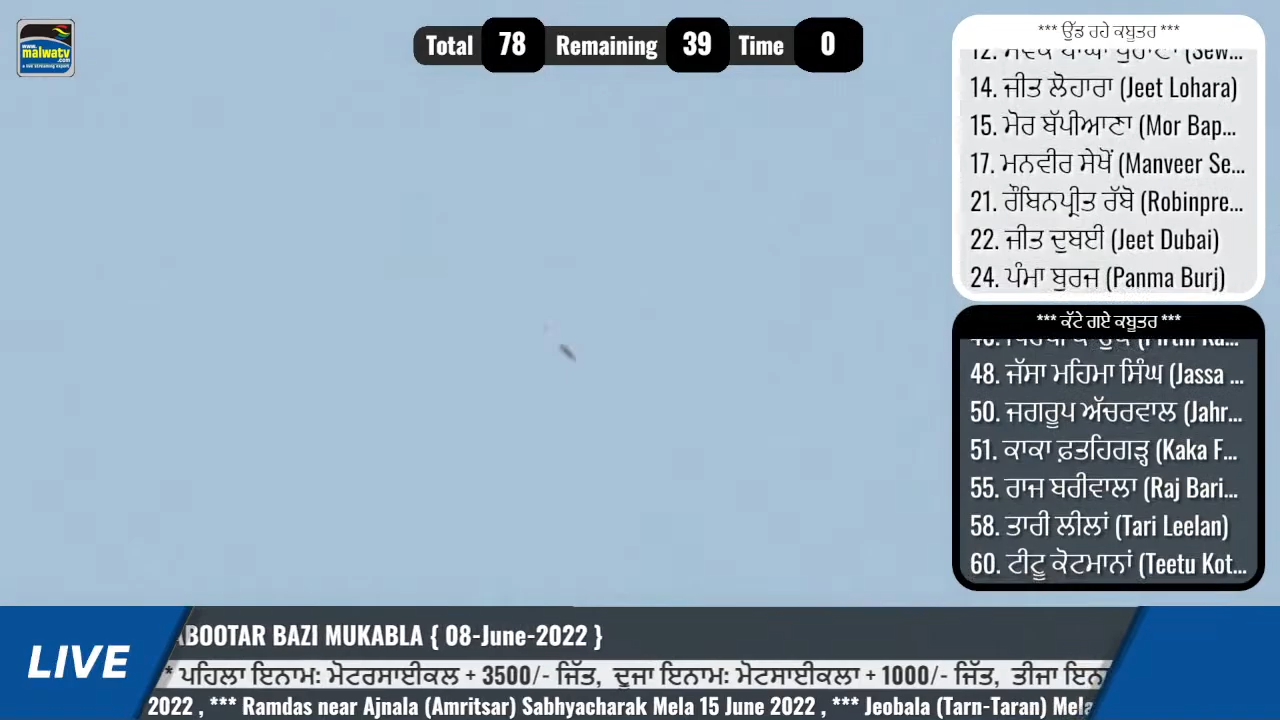 www.
malwatv
.com
Total 78 Remaining 39 Time 0
*** ਉੱਡ ਰਹੇ ਕਬੂਤਰ ***
14. ਜੀਤ ਲੋਹਾਰਾ (Jeet Lohara)
15. ਮੋਰ ਬੱਪੀਆਣਾ (Mor Bap...
17. ਮਨਵੀਰ ਸੇਖੋਂ (Manveer Se...
21. ਰੌਬਿਨਪ੍ਰੀਤ ਰੱਬੋ (Robinpre...
22. ਜੀਤ ਦੁਬਈ (Jeet Dubai)
24. ਪੰਮਾ ਬੁਰਜ (Panma Burj)
*** ਕੱਟੇ ਗਏ ਕਬੂਤਰ ***
48. ਜੱਸਾ ਮਹਿਮਾ ਸਿੰਘ (Jassa ...
50. ਜਗਰੂਪ ਅੱਚਰਵਾਲ (Jahr...
51. ਕਾਕਾ ਫ਼ਤਹਿਗੜ੍ਹ (Kaka F...
55. ਰਾਜ ਬਰੀਵਾਲਾ (Raj Bari...
58. ਤਾਰੀ ਲੀਲਾਂ (Tari Leelan)
60. ਟੀਟੂ ਕੋਟਮਾਨਾਂ (Teetu Kot...
LIVE
ABOOTAR BAZI MUKABLA { 08-June-2022 }
* ਪਹਿਲਾ ਇਨਾਮ: ਮੋਟਰਸਾਈਕਲ + 3500/- ਜਿੱਤ, ਦੂਜਾ ਇਨਾਮ: ਮੋਟਸਾਈਕਲਾ + 1000/- ਜਿੱਤ, ਤੀਜਾ ਇਨਾ
2022 , *** Ramdas near Ajnala (Amritsar) Sabhyacharak Mela 15 June 2022 , *** Jeobala (Tarn-Taran) Mela